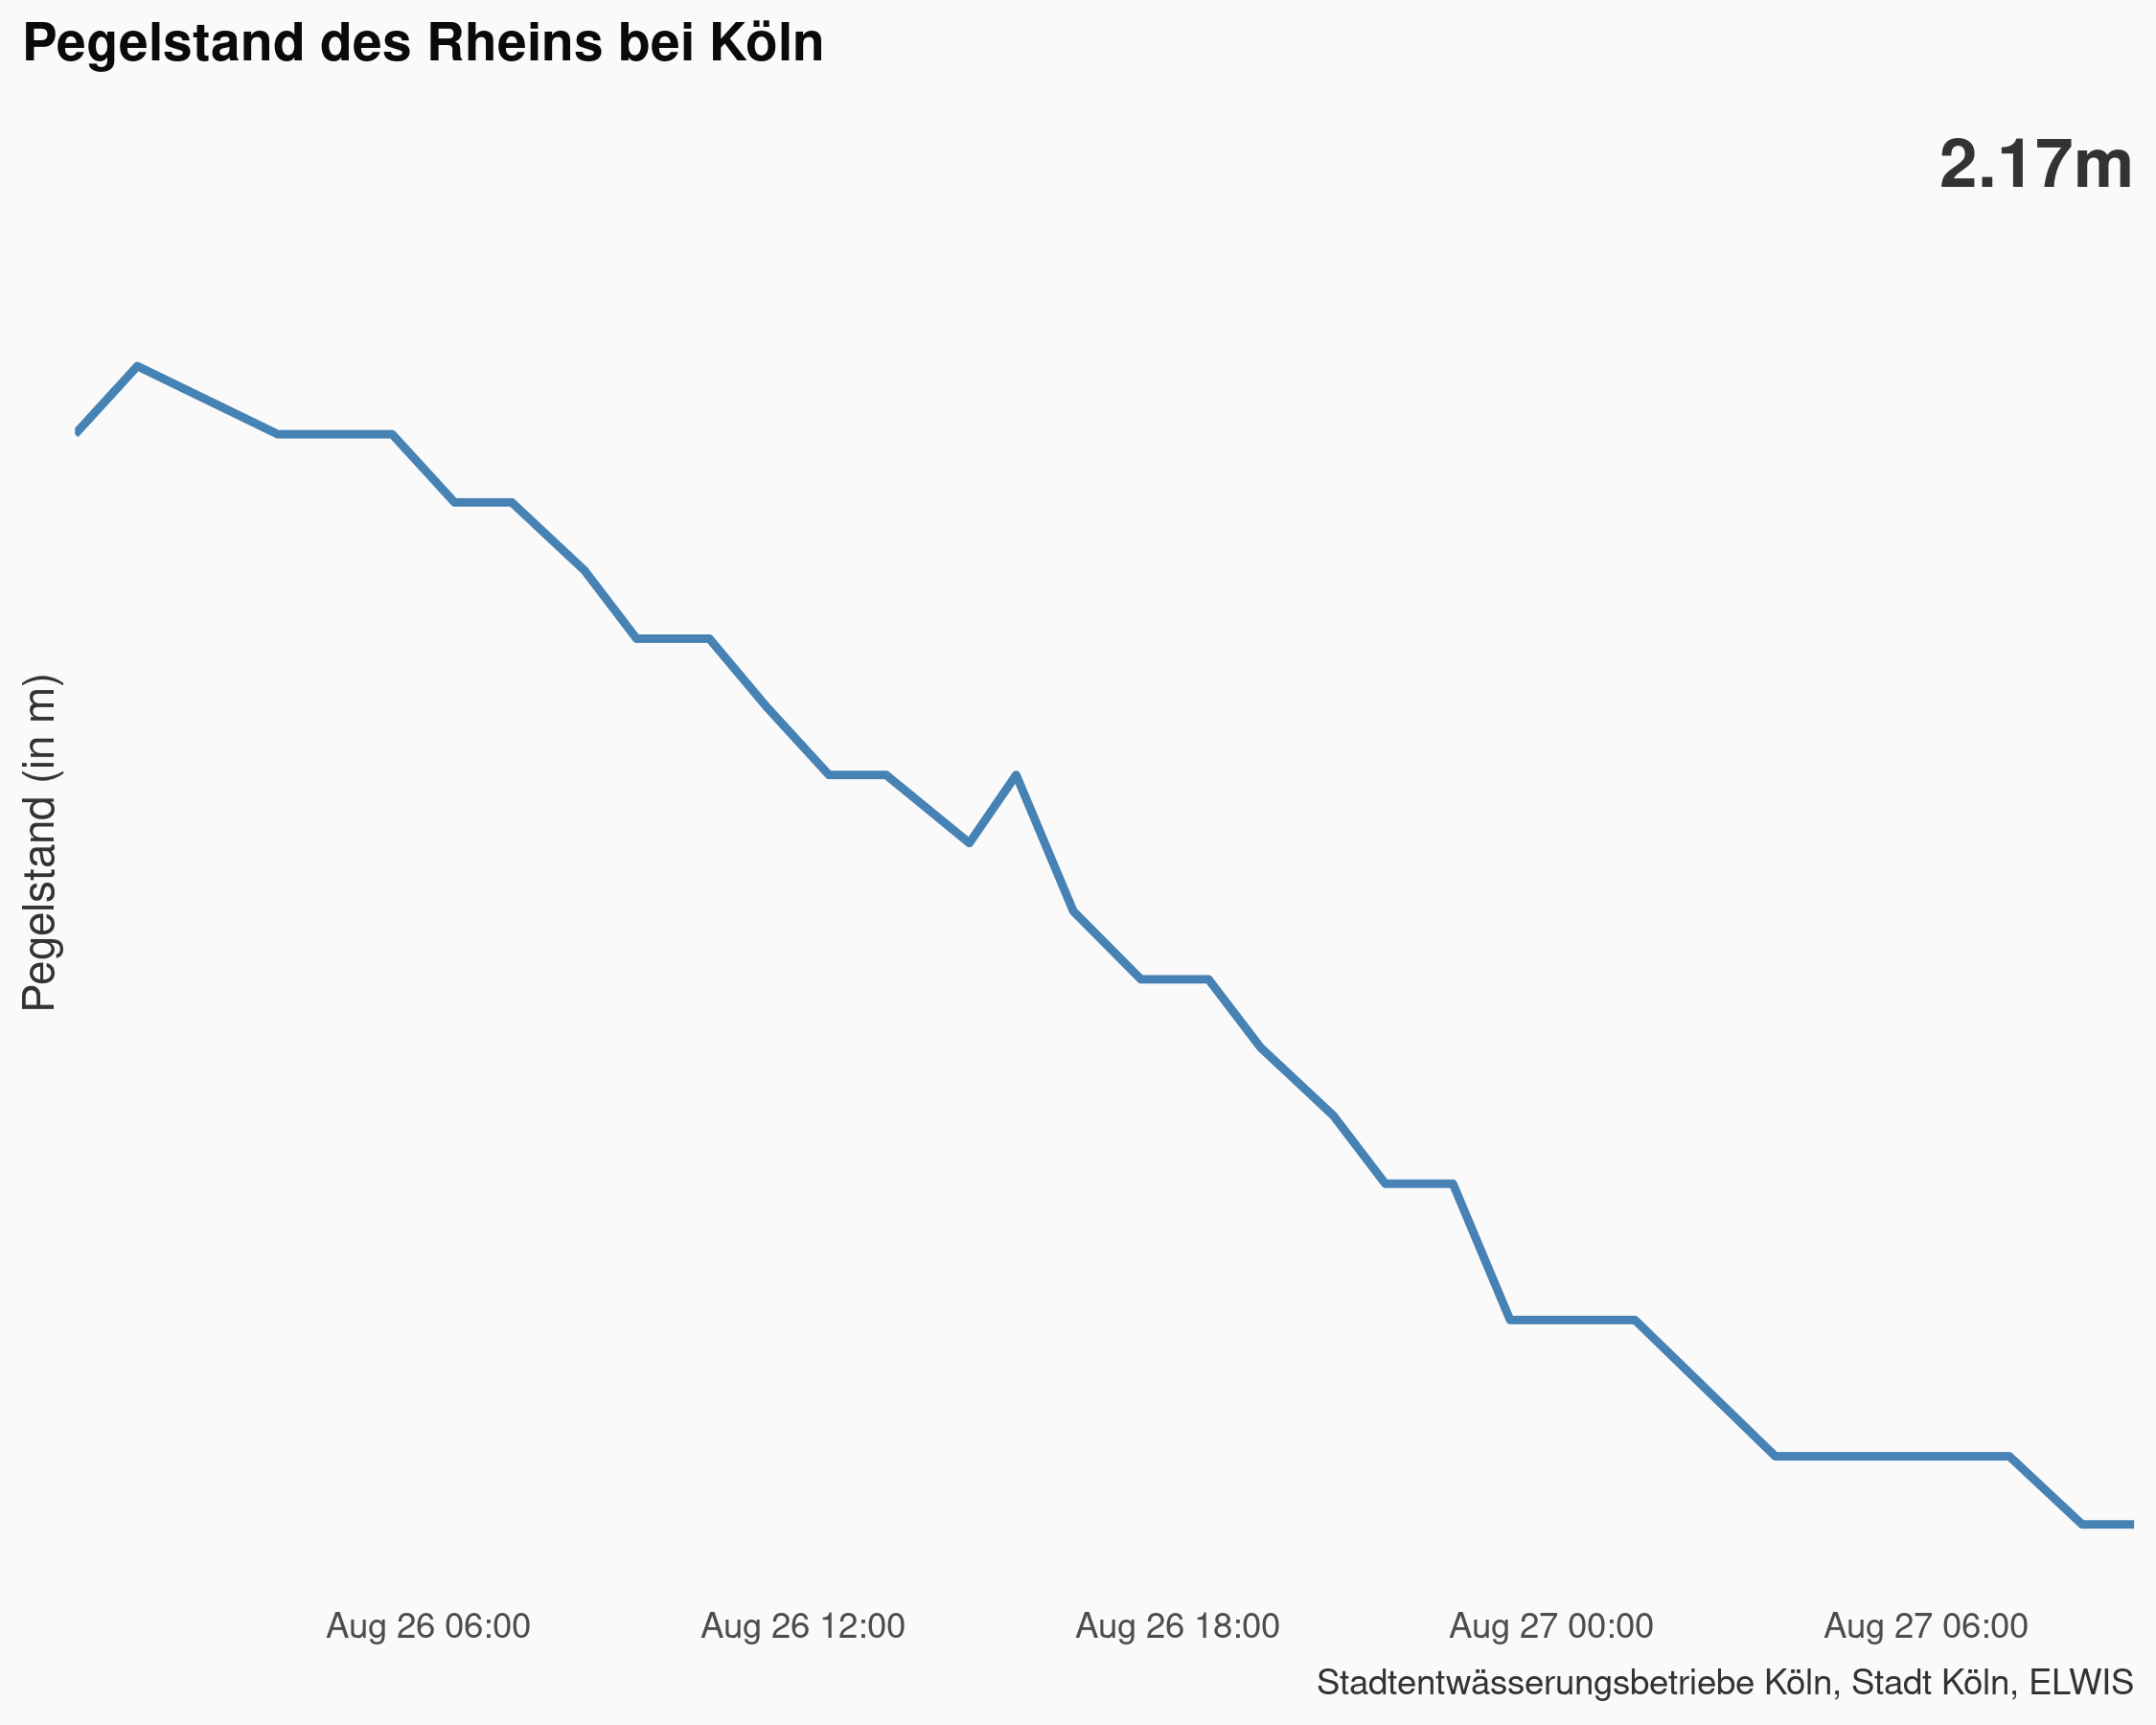 Pegelstand des Rheins bei Köln
2.17m
Pegelstand (in m)
Aug 26 06:00
Aug 26 12:00
Aug 26 18:00
Aug 27 00:00
Aug 27 06:00
Stadtentwässerungsbetriebe Köln, Stadt Köln, ELWIS